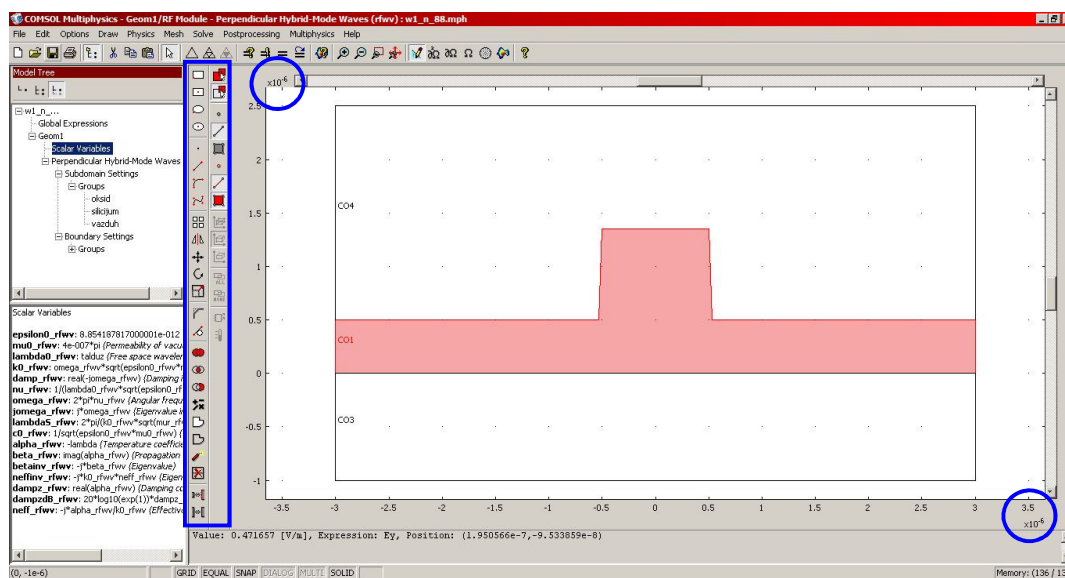 COMSOL Multiphysics - Geom1/RF Module - Perpendicular Hybrid-Mode Waves (rfwv) : w1_n_88.mph
File Edit Options Draw Physics Mesh Solve Postprocessing Multiphysics Help
Model Tree
w1_n_...
Global Expressions
Geom1
Scalar Variables
Perpendicular Hybrid-Mode Waves
Subdomain Settings
Groups
oksid
silicijum
vazduh
Boundary Settings
Groups
Scalar Variables
epsilon0_rfwv: 8.854187817000001e-012
mu0_rfwv: 4e-007*pi (Permeability of vacu
lambda0_rfwv: talduz (Free space waveler
k0_rfwv: omega_rfwv*sqrt(epsilon0_rfwv*r
damp_rfwv: real(-jomega_rfwv) (Damping
nu_rfwv: 1/(lambda0_rfwv*sqrt(epsilon0_rf
omega_rfwv: 2*pi*nu_rfwv (Angular frequ
jomega_rfwv: j*omega_rfwv (Eigenvalue i
lambdaS_rfwv: 2*pi/(k0_rfwv*sqrt(mur_rf
c0_rfwv: 1/sqrt(epsilon0_rfwv*mu0_rfwv) (
alpha_rfwv: -lambda (Temperature coefficie
beta_rfwv: imag(alpha_rfwv) (Propagation
betainv_rfwv: -j*beta_rfwv (Eigenvalue)
neffinv_rfwv: -j*k0_rfwv*neff_rfwv (Eigen
dampz_rfwv: real(alpha_rfwv) (Damping co
dampzdB_rfwv: 20*log10(exp(1))*dampz_
neff_rfwv: -j*alpha_rfwv/k0_rfwv (Effectiv
x10-6
2.5
2
1.5
1
0.5
0
-0.5
-1
CO4
CO1
CO3
-3.5 -3 -2.5 -2 -1.5 -1 -0.5 0 0.5 1 1.5 2 2.5 3 3.5
x10-6
Value: 0.471657 [V/m], Expression: Ey, Position: (1.950566e-7,-9.533859e-8)
(0, -1e-6) GRID EQUAL SNAP DIALOG MULTI SOLID Memory: (136 / 13